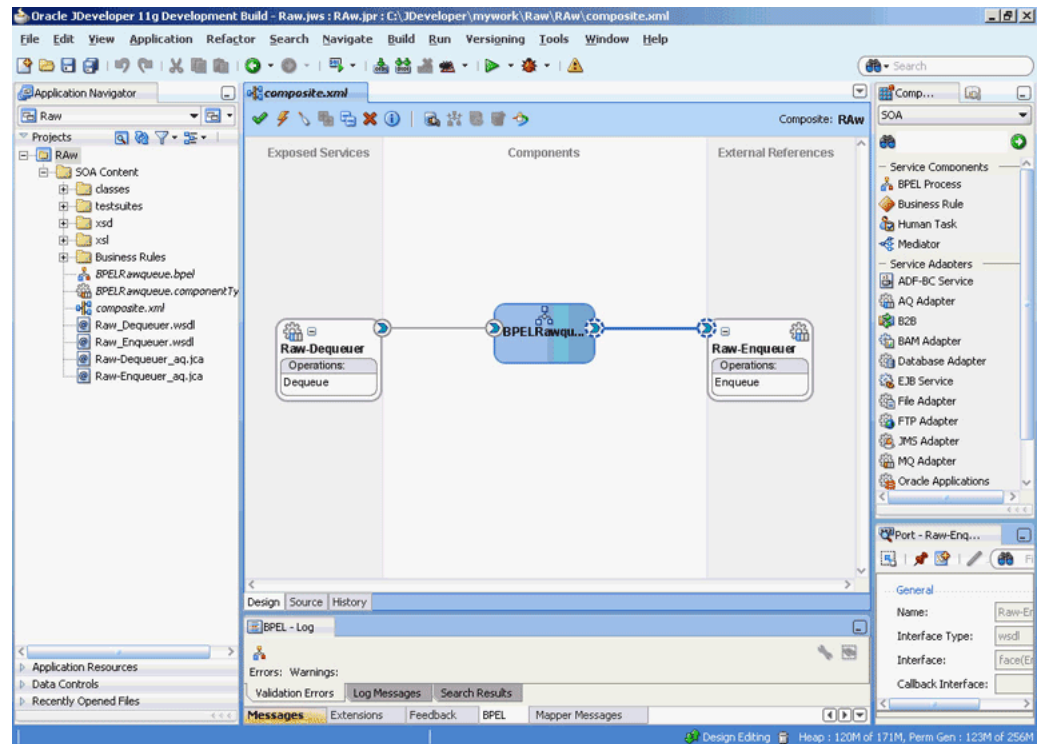 Oracle JDeveloper 11g Development Build - Raw.jws : RAw.jpr : C:\JDeveloper\mywork\Raw\RAw\composite.xml
File Edit View Application Refactor Search Navigate Build Run Versioning Tools Window Help
Search
Application Navigator
Raw
Projects
RAw
SOA Content
classes
testsuites
xsd
xsl
Business Rules
BPELRawqueue.bpel
BPELRawqueue.componentTy
composite.xml
Raw_Dequeuer.wsdl
Raw_Enqueuer.wsdl
Raw-Dequeuer_aq.jca
Raw-Enqueuer_aq.jca
Application Resources
Data Controls
Recently Opened Files
composite.xml
Composite: RAw
Exposed Services Components External References
Raw-Dequeuer
Operations:
Dequeue
BPELRawqu...
Raw-Enqueuer
Operations:
Enqueue
Design Source History
BPEL - Log
Errors: Warnings:
Validation Errors Log Messages Search Results
Messages Extensions Feedback BPEL Mapper Messages
Comp...
SOA
Service Components
BPEL Process
Business Rule
Human Task
Mediator
Service Adapters
ADF-BC Service
AQ Adapter
B2B
BAM Adapter
Database Adapter
EJB Service
File Adapter
FTP Adapter
JMS Adapter
MQ Adapter
Oracle Applications
Port - Raw-Enq...
Fi
General
Name: Raw-Er
Interface Type: wsdl
Interface: face(Er
Callback Interface:
Design Editing Heap : 120M of 171M, Perm Gen : 123M of 256M